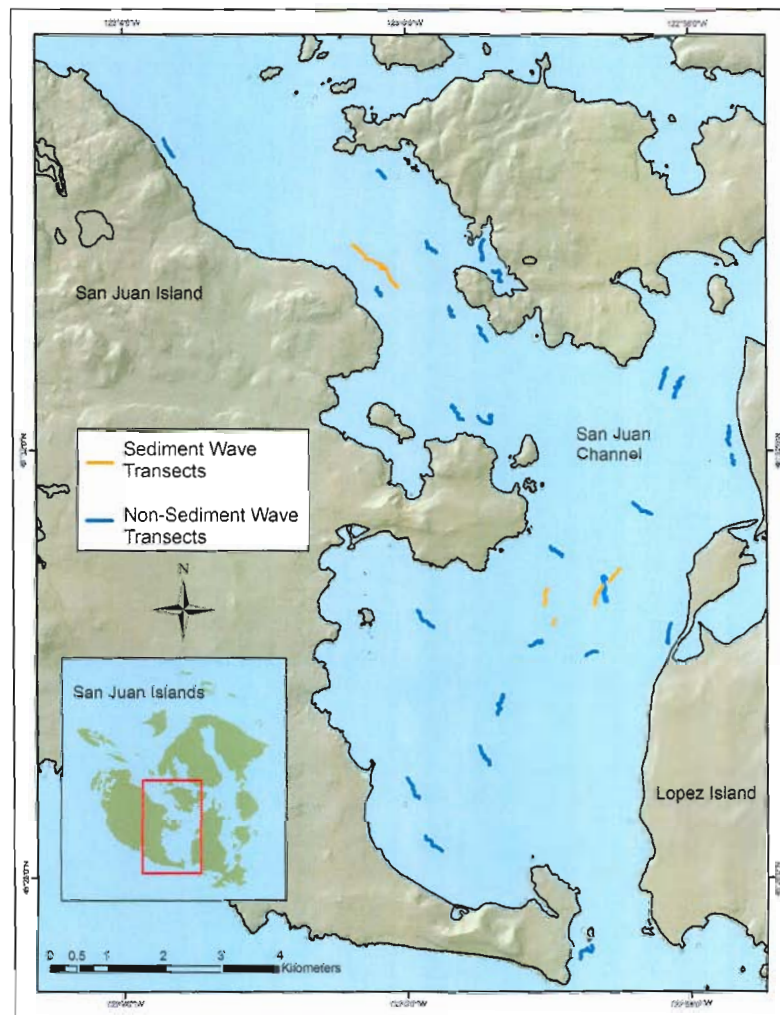 San Juan Island
San Juan
Channel
Sediment Wave
Transects
Non-Sediment Wave
Transects
N
San Juan Islands
Lopez Island
0 0.5 1 2 3 4
Kilometers